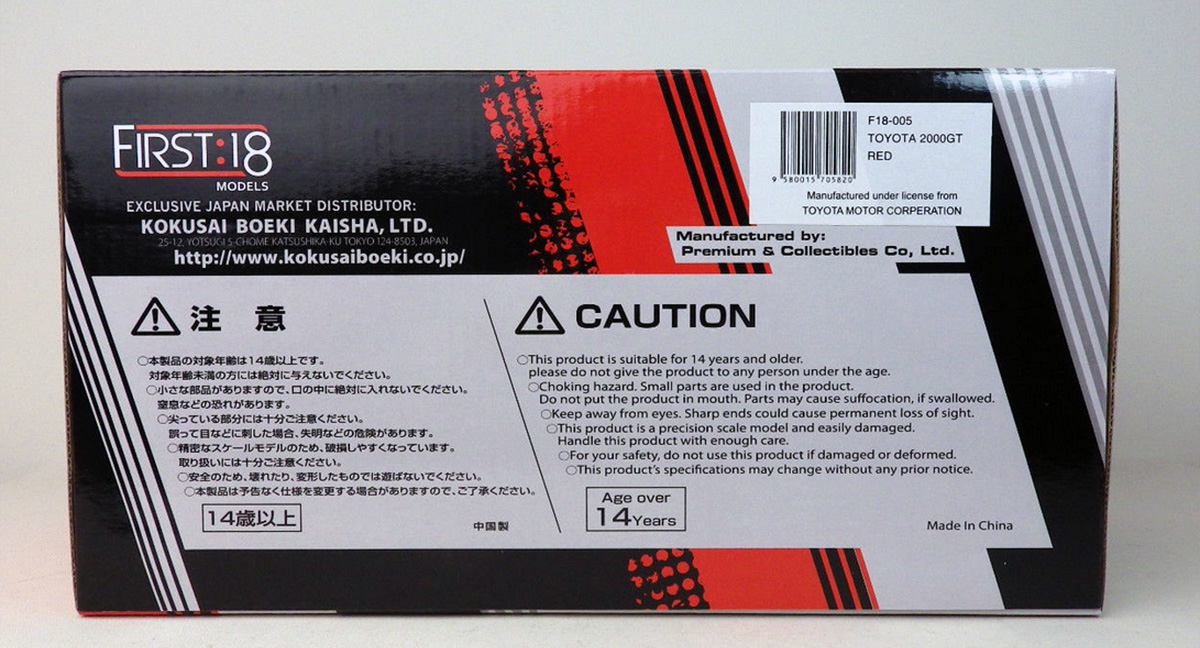 FIRST:18
MODELS
EXCLUSIVE JAPAN MARKET DISTRIBUTOR:
KOKUSAI BOEKI KAISHA, LTD.
25-12, YOTSUGI 5-CHOME KATSUSHIKA-KU TOKYO 124-8503, JAPAN
http://www.kokusaiboeki.co.jp/
F18-005
TOYOTA 2000GT
RED
9 580015 705820
Manufactured under license from
TOYOTA MOTOR CORPERATION
Manufactured by:
Premium & Collectibles Co, Ltd.
注 意
○本製品の対象年齢は14歳以上です。
対象年齢未満の方には絶対に与えないでください。
○小さな部品がありますので、口の中に絶対に入れないでください。
窒息などの恐れがあります。
○尖っている部分には十分ご注意ください。
誤って目などに刺した場合、失明などの危険があります。
○精密なスケールモデルのため、破損しやすくなっています。
取り扱いには十分ご注意ください。
○安全のため、壊れたり、変形したものでは遊ばないでください。
○本製品は予告なく仕様を変更する場合がありますので、ご了承ください。
14歳以上
中国製
CAUTION
○This product is suitable for 14 years and older.
please do not give the product to any person under the age.
○Choking hazard. Small parts are used in the product.
Do not put the product in mouth. Parts may cause suffocation, if swallowed.
○Keep away from eyes. Sharp ends could cause permanent loss of sight.
○This product is a precision scale model and easily damaged.
Handle this product with enough care.
○For your safety, do not use this product if damaged or deformed.
○This product's specifications may change without any prior notice.
Age over
14Years
Made In China